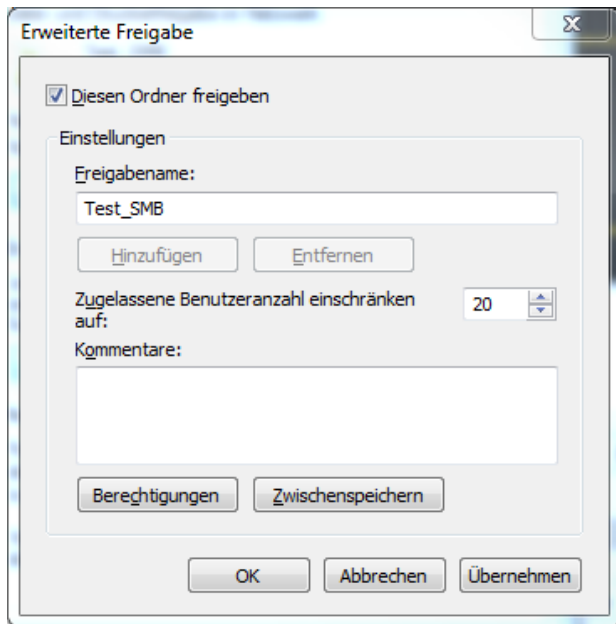 Erweiterte Freigabe
Diesen Ordner freigeben
Einstellungen
Freigabename:
Test_SMB
Hinzufügen Entfernen
Zugelassene Benutzeranzahl einschränken 20
auf:
Kommentare:
Berechtigungen Zwischenspeichern
OK Abbrechen Übernehmen